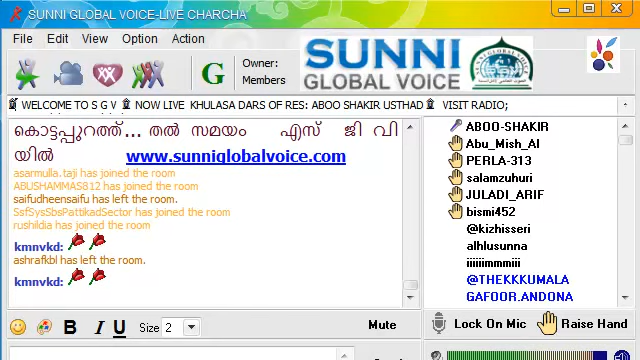 SUNNI GLOBAL VOICE-LIVE CHARCHA
File Edit View Option Action
G
Owner:
Members
SUNNI
GLOBAL VOICE
WELCOME TO S G V NOW LIVE KHULASA DARS OF RES: ABOO SHAKIR USTHAD VISIT RADIO;
കൊട്ടപ്പുറത്ത്... തൽ സമയം എസ് ജി വി
യിൽ www.sunniglobalvoice.com
asarmulla.taji has joined the room
ABUSHAMMAS812 has joined the room
saifudheensaifu has left the room.
SsfSysSbsPattikadSector has joined the room
rushildia has joined the room
kmnvkd:
ashrafkbl has left the room.
kmnvkd:
ABOO-SHAKIR
Abu_Mish_Al
PERLA-313
salamzuhuri
JULADI_ARIF
bismi452
@kizhisseri
alhlusunna
iiiiiiimmmiii
@THEKKKUMALA
GAFOOR.ANDONA
B I U Size 2 Mute
Lock On Mic Raise Hand